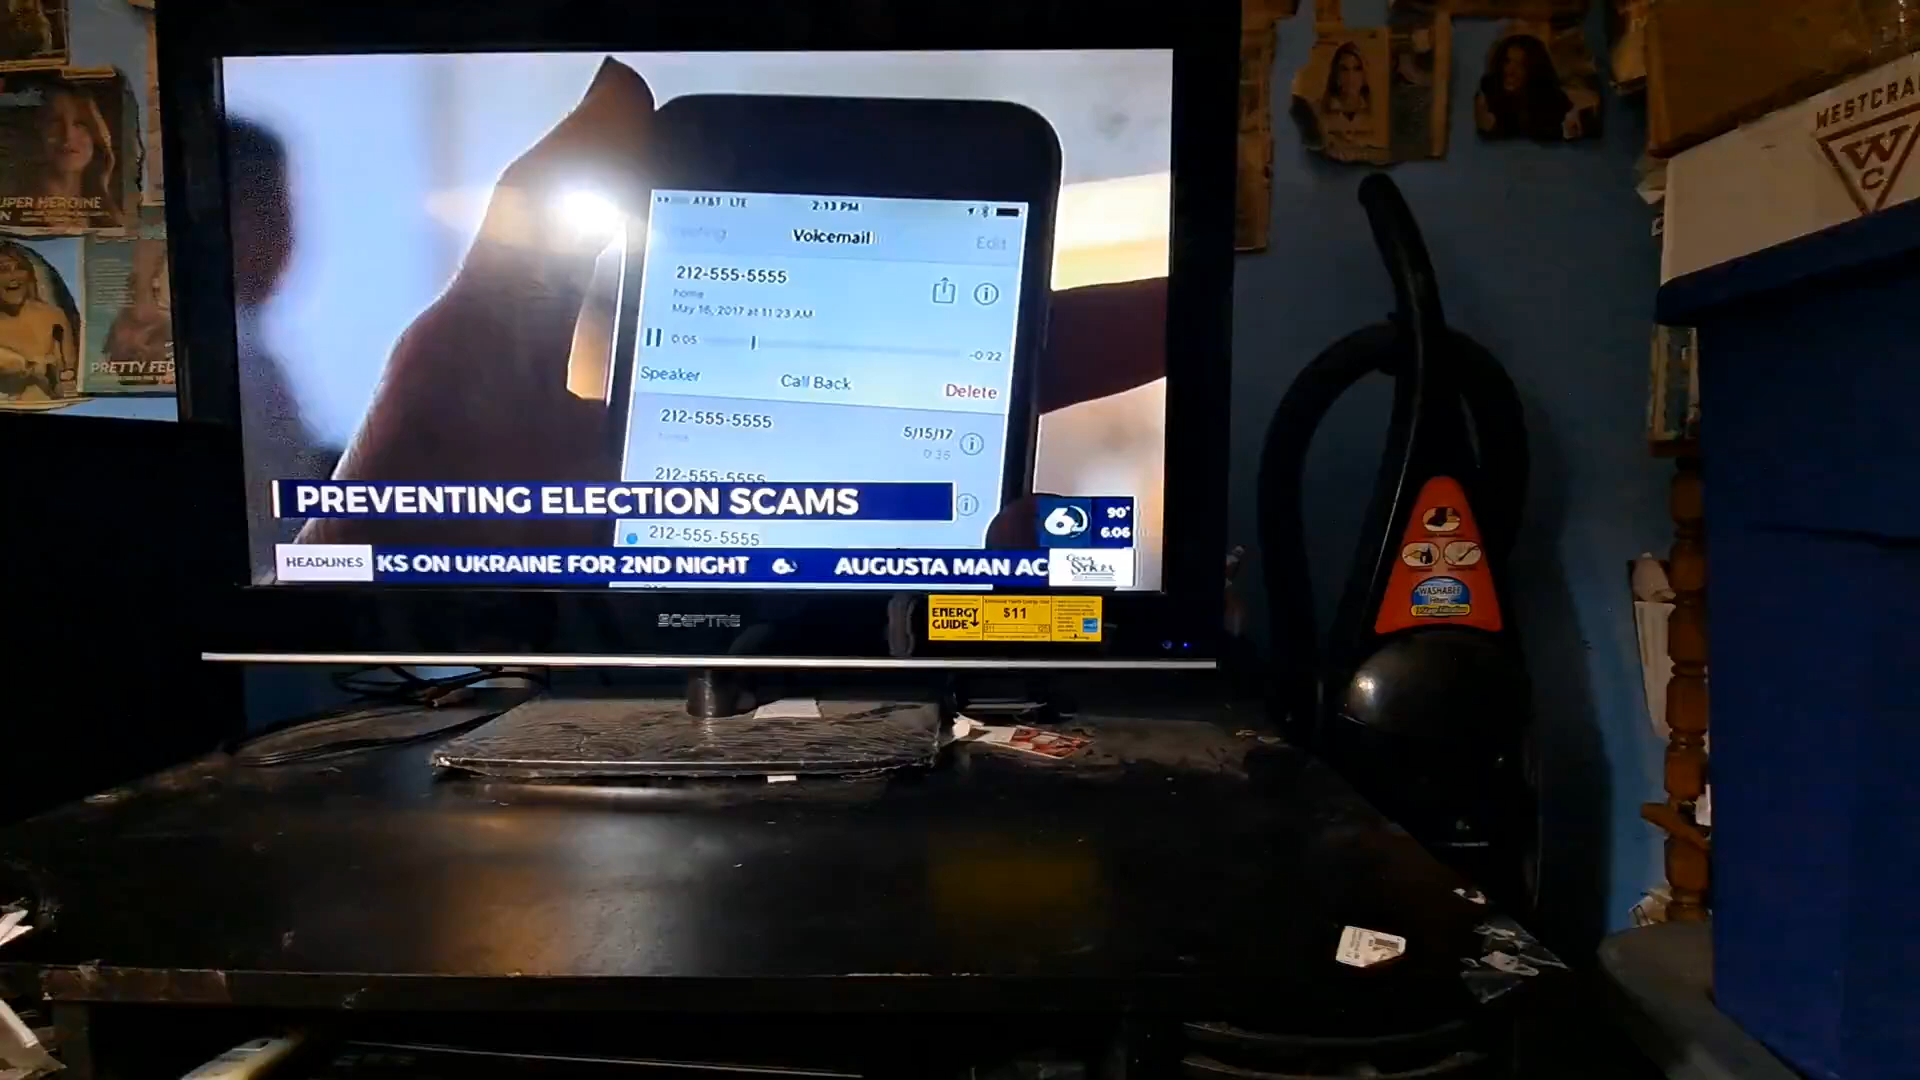 AT&T LTE
2:13 PM
Voicemail
Edit
212-555-5555
home
May 16, 2017 at 11:23 AM
0:05
-0:22
Speaker
Call Back
Delete
212-555-5555
5/15/17
0:35
212-555-5555
PREVENTING ELECTION SCAMS
212-555-5555
6
90°
6:06
HEADLINES
KS ON UKRAINE FOR 2ND NIGHT
6
AUGUSTA MAN AC
SCEPTRE
ENERGY
GUIDE
$11
UPER HEROINE
PRETTY FEC
WESTCRA
W
C
WASHABLE